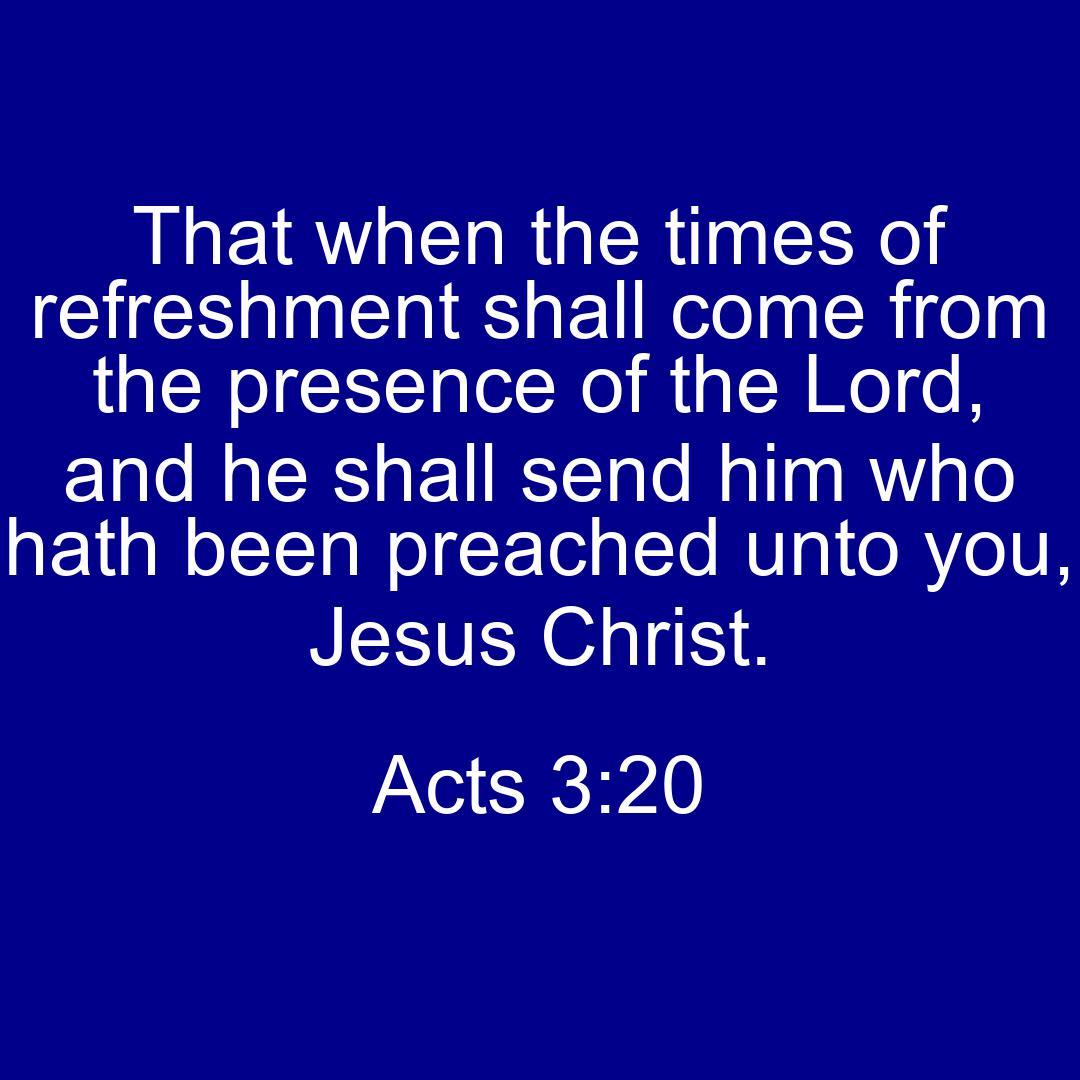 That when the times of
refreshment shall come from
the presence of the Lord,
and he shall send him who
hath been preached unto you,
Jesus Christ.
Acts 3:20